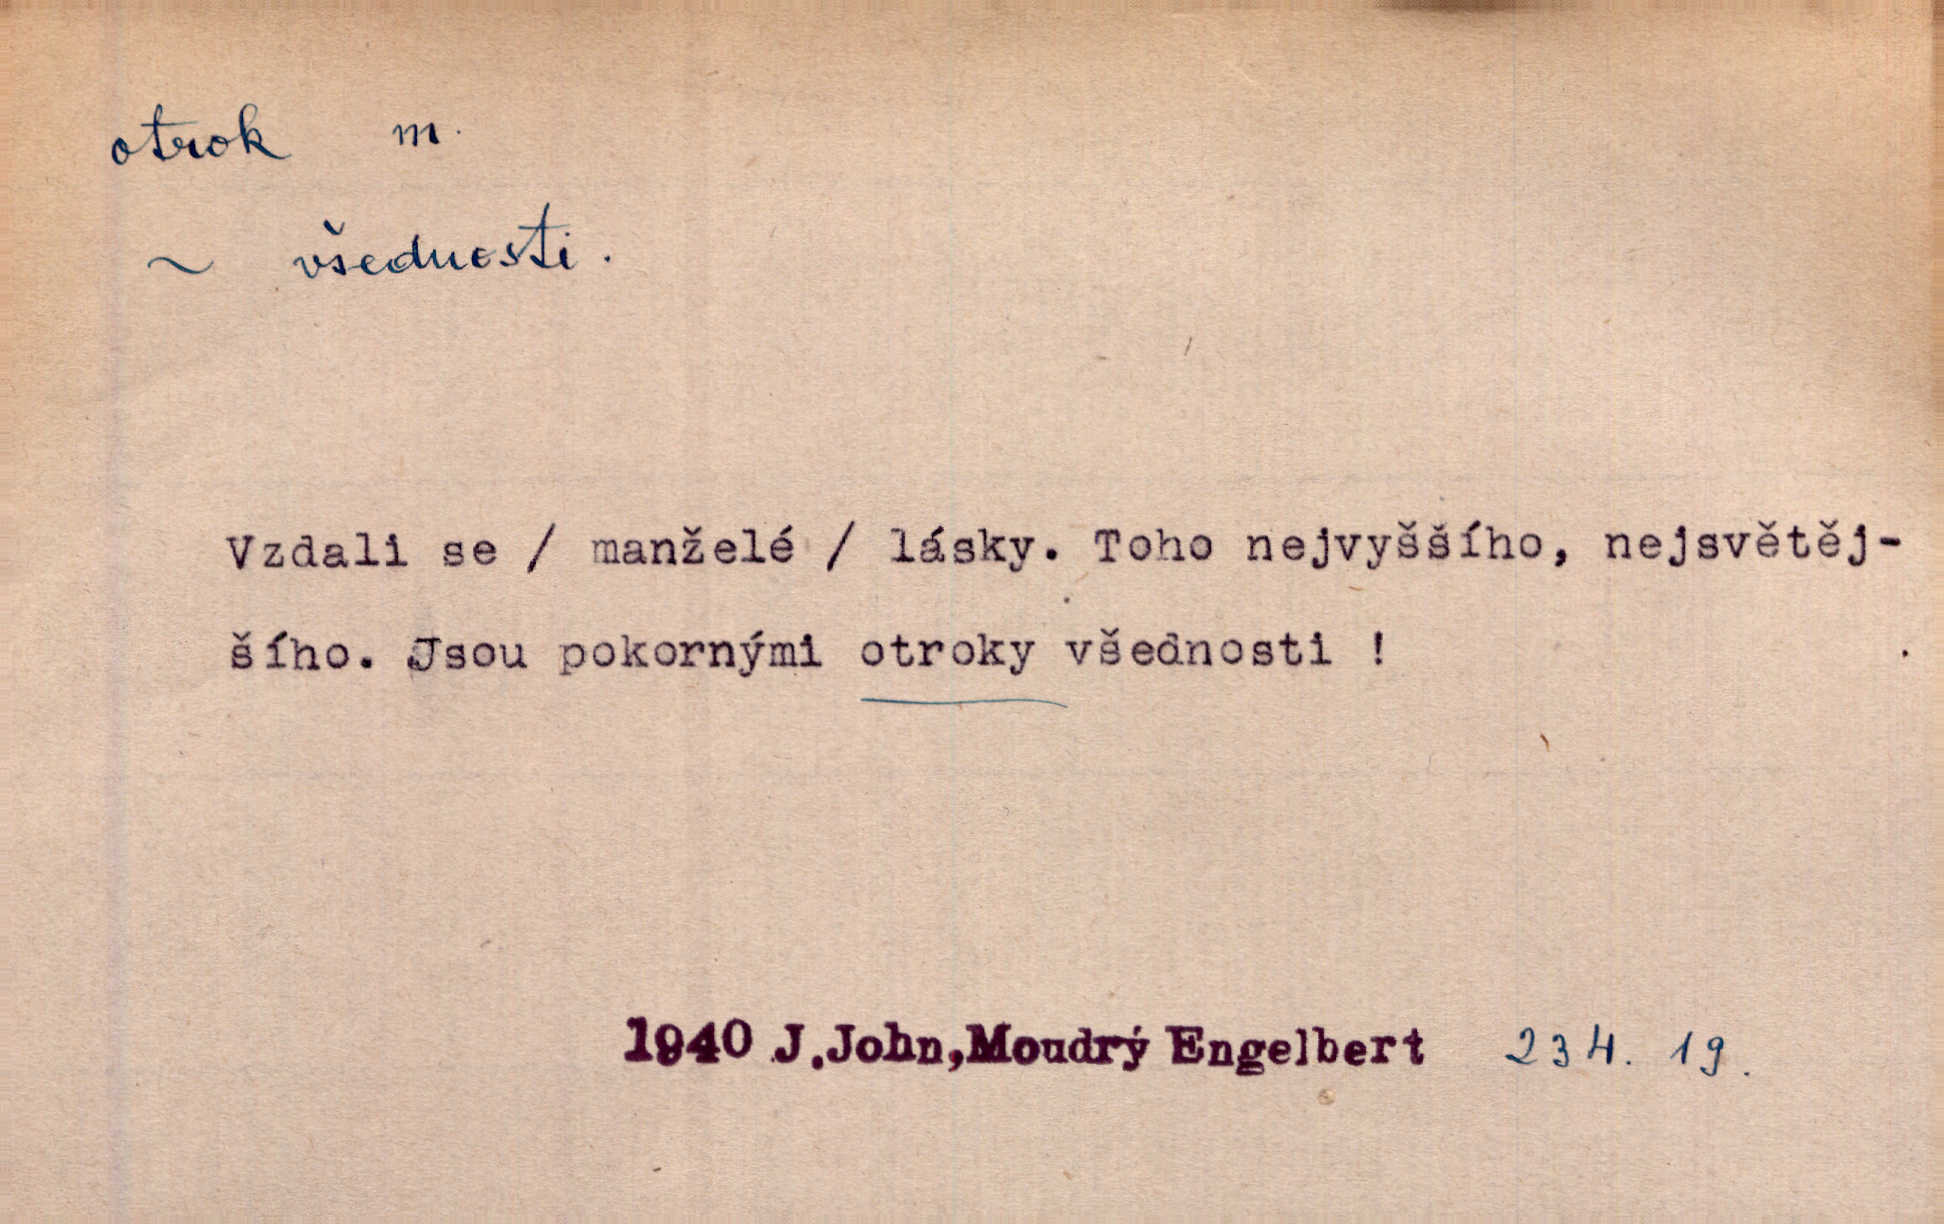 otrok m.
~ všednosti.
Vzdali se / manželé / lásky. Toho nejvyššího, nejsvětěj-
šího. Jsou pokornými otroky všednosti !
1940 J.John,Moudrý Engelbert 234. 19.